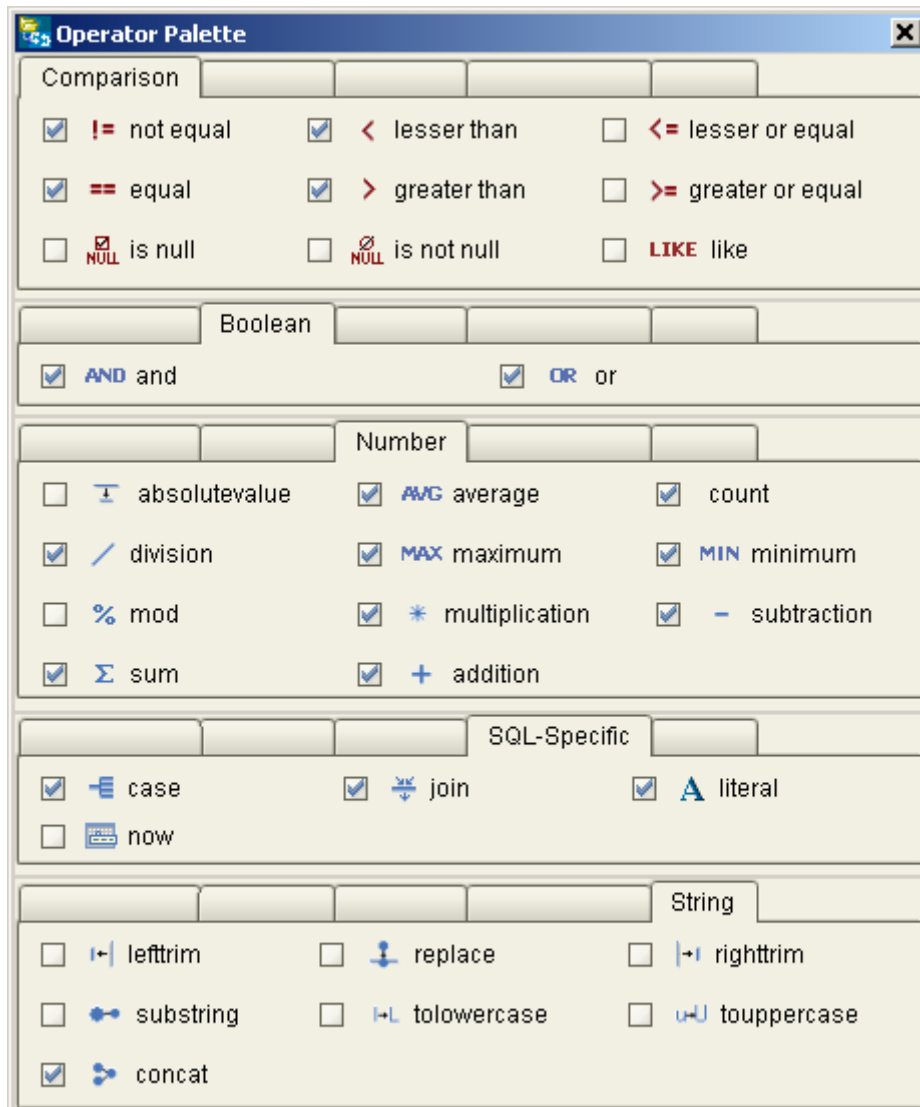 Operator Palette
Comparison
!= not equal < lesser than <= lesser or equal
== equal > greater than >= greater or equal
NULL is null NULL is not null LIKE like
Boolean
AND and OR or
Number
absolutevalue AVG average count
/ division MAX maximum MIN minimum
% mod * multiplication - subtraction
Σ sum + addition
SQL-Specific
case join A literal
now
String
lefttrim replace righttrim
substring L tolowercase u U touppercase
concat